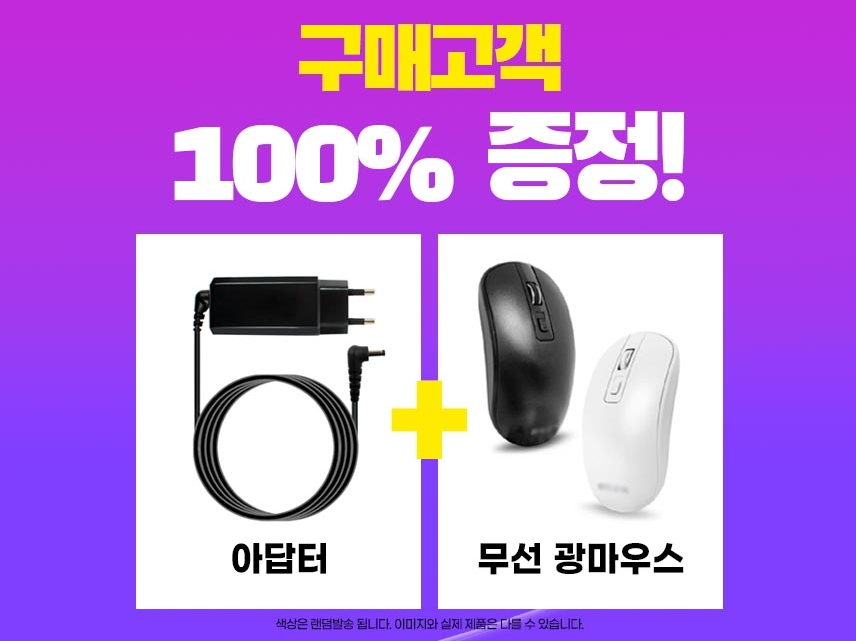 구매고객
100% 증정!
아답터
무선 광마우스
색상은 랜덤발송 됩니다. 이미지와 실제 제품은 다를 수 있습니다.